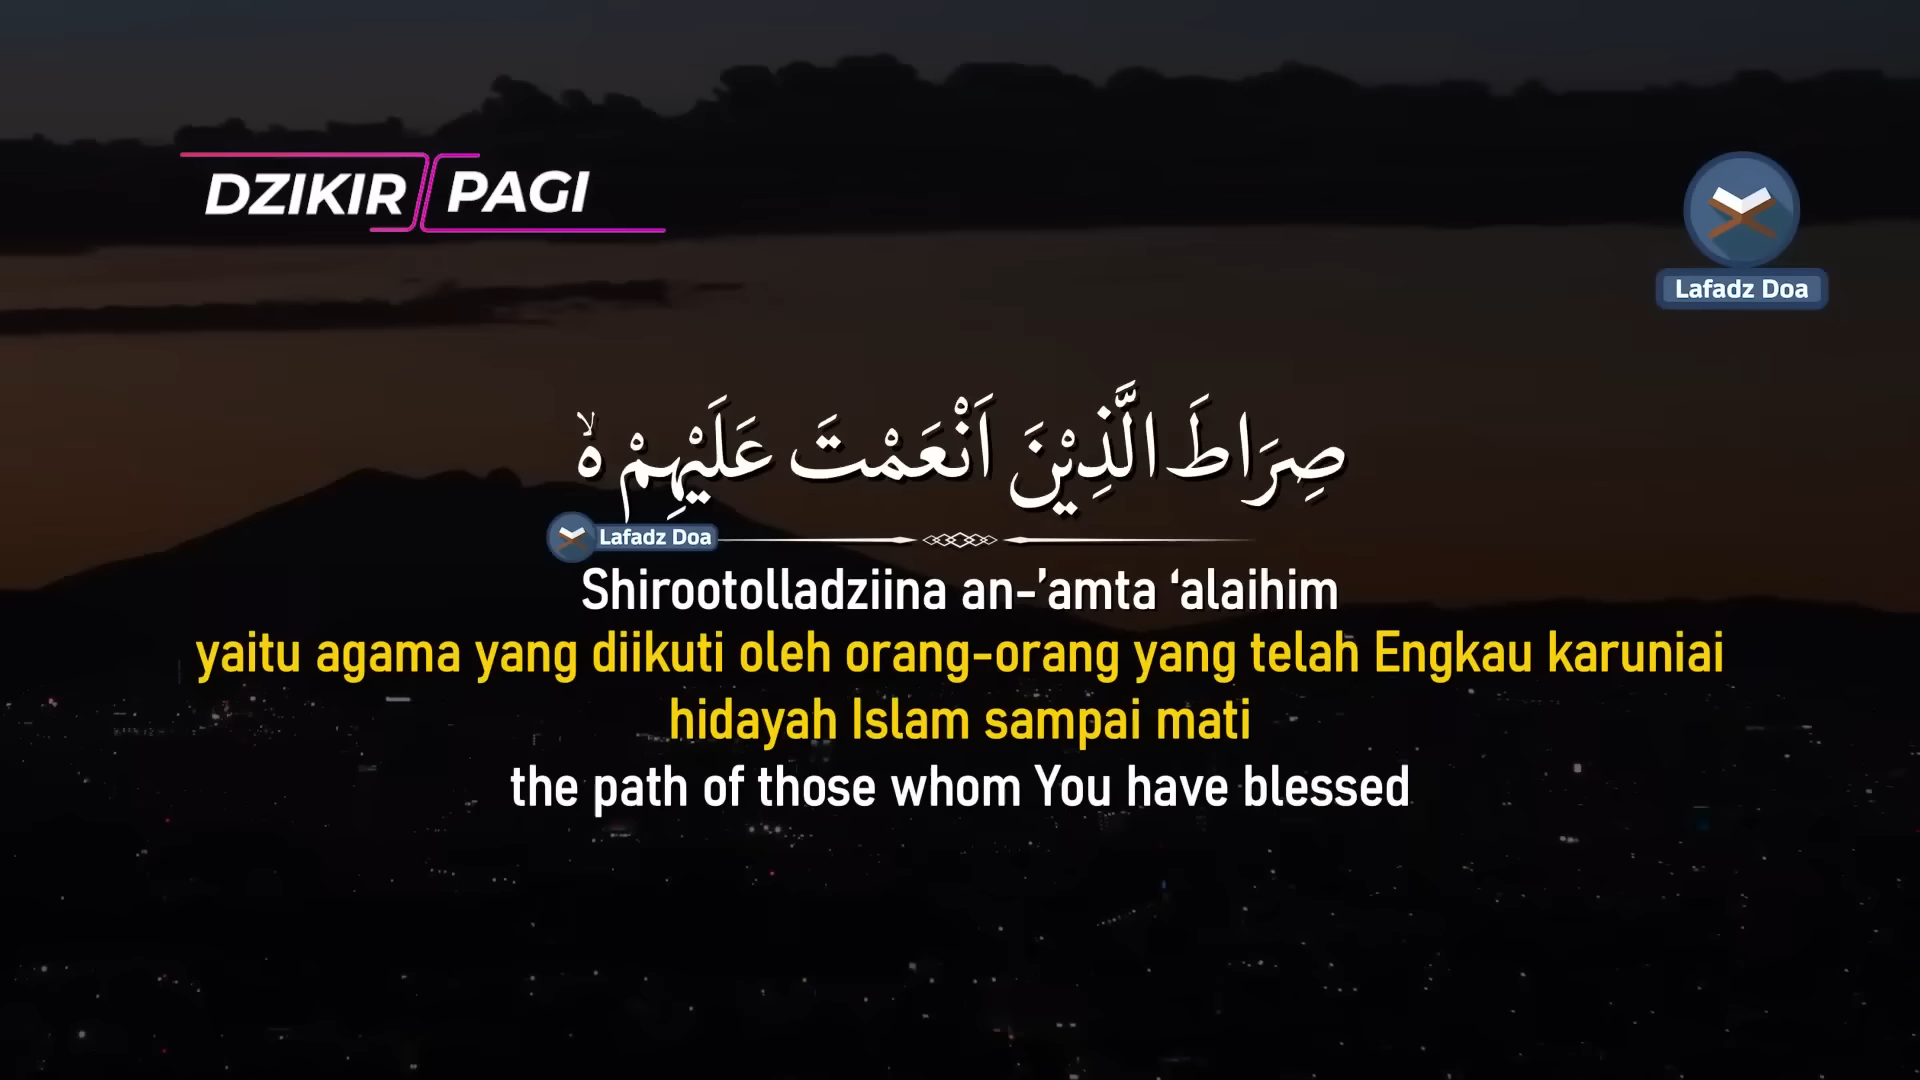 DZIKIR PAGI
Lafadz Doa
صِرَاطَ الَّذِيْنَ اَنْعَمْتَ عَلَيْهِمْ ەۙ
Lafadz Doa
Shirootolladziina an-’amta ‘alaihim
yaitu agama yang diikuti oleh orang-orang yang telah Engkau karuniai
hidayah Islam sampai mati
the path of those whom You have blessed